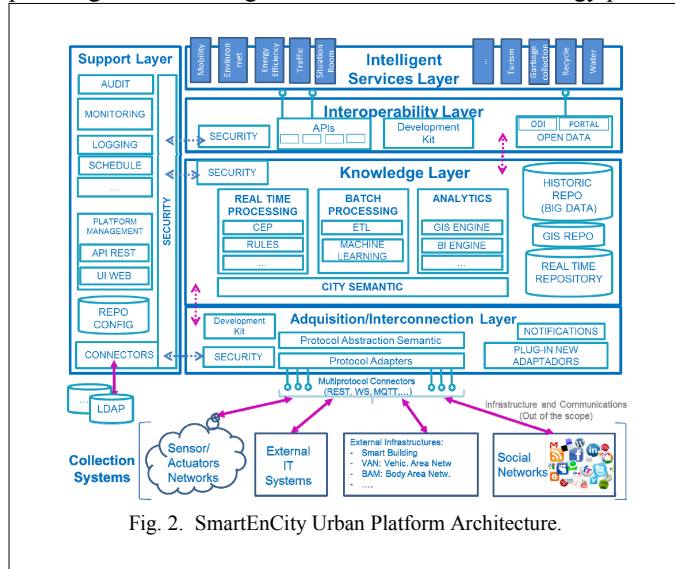 Support Layer
AUDIT
MONITORING
LOGGING
SCHEDULE
...
PLATFORM
MANAGEMENT
API REST
UI WEB
REPO
CONFIG
CONNECTORS
SECURITY
...
LDAP
Mobility
Environ
met
Energy
Efficiency
Traffic
Situation
Room
Intelligent
Services Layer
...
Turism
Garbage
collection
Recycle
Water
Interoperability Layer
SECURITY
APIs
Development
Kit
ODI
PORTAL
OPEN DATA
Knowledge Layer
SECURITY
REAL TIME
PROCESSING
CEP
RULES
...
BATCH
PROCESSING
ETL
MACHINE
LEARNING
ANALYTICS
GIS ENGINE
BI ENGINE
...
CITY SEMANTIC
HISTORIC
REPO
(BIG DATA)
GIS REPO
REAL TIME
REPOSITORY
Adquisition/Interconnection Layer
Development
Kit
SECURITY
Protocol Abstraction Semantic
Protocol Adapters
NOTIFICATIONS
PLUG-IN NEW
ADAPTADORS
Multiprotocol Connectors
(REST, WS, MQTT,...)
Infrastructure and Communications
(Out of the scope)
Collection
Systems
Sensor/
Actuators
Networks
External
IT
Systems
External Infrastructures:
- Smart Building
- VAN: Vehic. Area Netw
- BAM: Body Area Netw.
- ....
Social
Networks
Fig. 2. SmartEnCity Urban Platform Architecture.